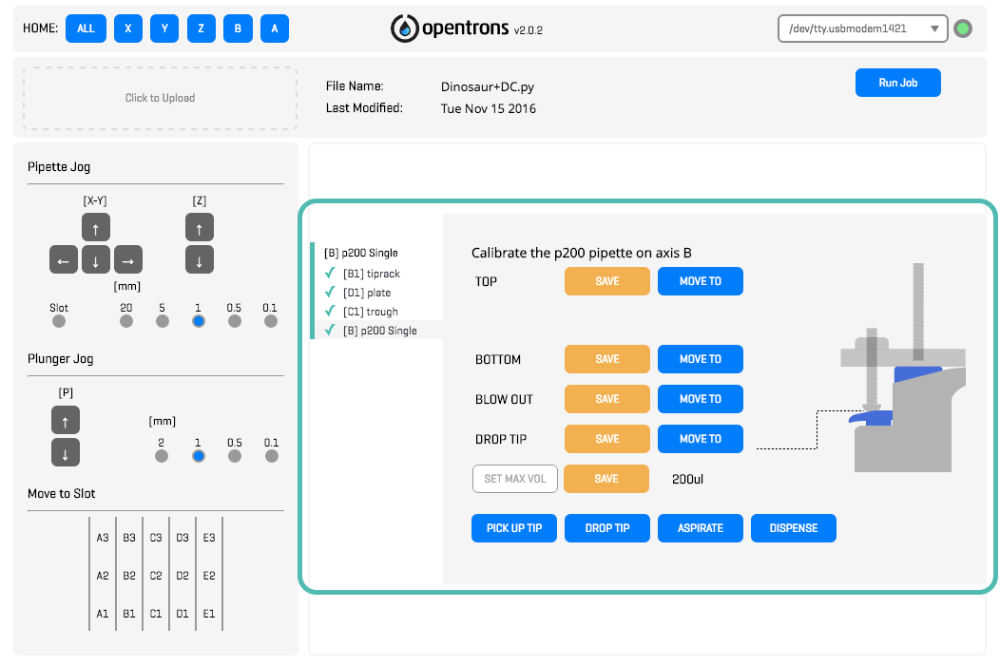 HOME: ALL X Y Z B A
opentrons v2.0.2
/dev/tty.usbmodem1421
Click to Upload
File Name: Dinosaur+DC.py
Last Modified: Tue Nov 15 2016
Run Job
Pipette Jog
[X-Y] [Z]
[mm]
Slot 20 5 1 0.5 0.1
Plunger Jog
[P]
[mm]
2 1 0.5 0.1
Move to Slot
A3 B3 C3 D3 E3
A2 B2 C2 D2 E2
A1 B1 C1 D1 E1
[B] p200 Single
[B1] tiprack
[D1] plate
[C1] trough
[B] p200 Single
Calibrate the p200 pipette on axis B
TOP SAVE MOVE TO
BOTTOM SAVE MOVE TO
BLOW OUT SAVE MOVE TO
DROP TIP SAVE MOVE TO
SET MAX VOL SAVE 200ul
PICK UP TIP DROP TIP ASPIRATE DISPENSE